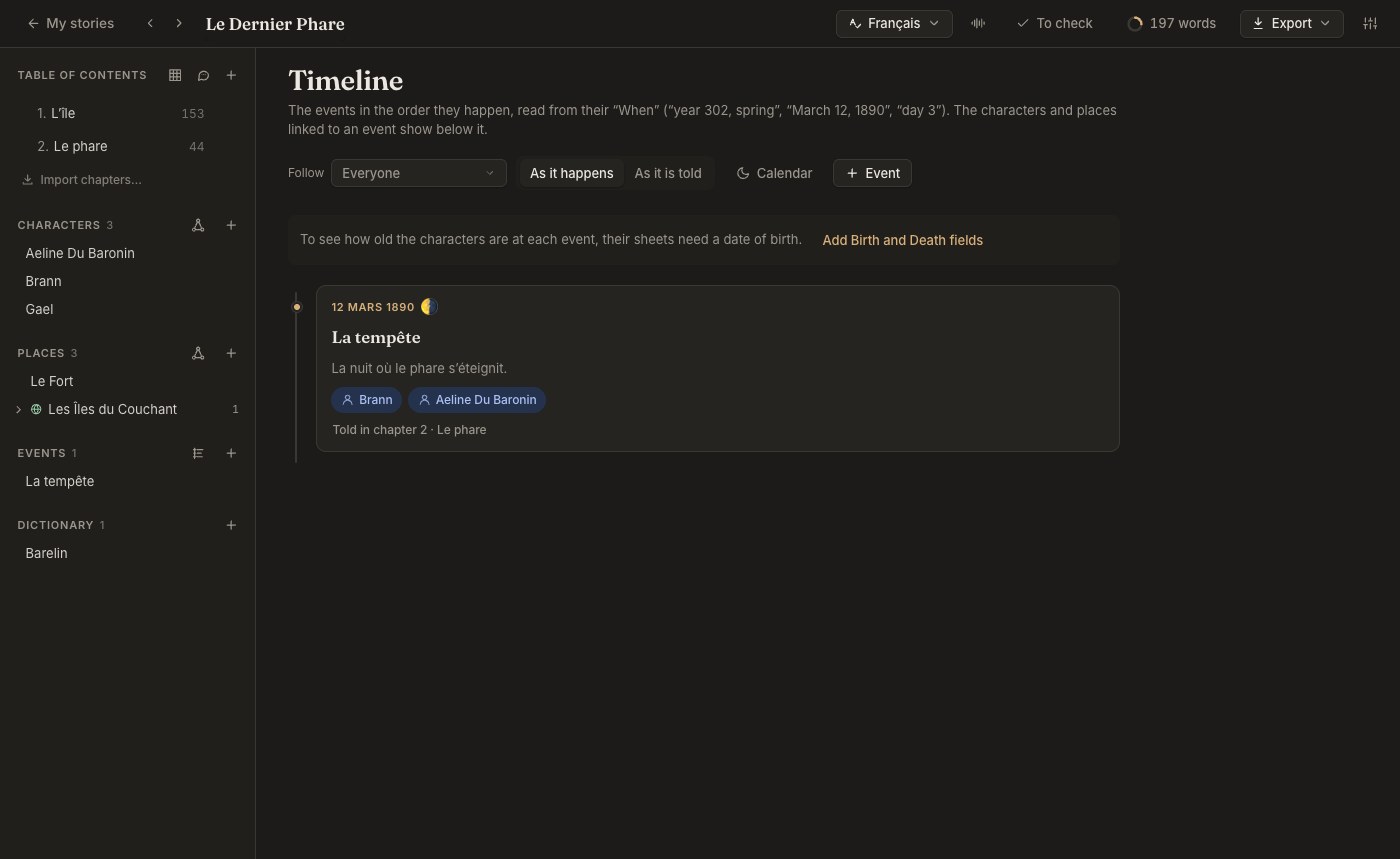 My stories
Le Dernier Phare
Français
To check
197 words
Export
TABLE OF CONTENTS
1. L’île 153
2. Le phare 44
Import chapters...
CHARACTERS 3
Aeline Du Baronin
Brann
Gael
PLACES 3
Le Fort
Les Îles du Couchant 1
EVENTS 1
La tempête
DICTIONARY 1
Barelin
Timeline
The events in the order they happen, read from their “When” (“year 302, spring”, “March 12, 1890”, “day 3”). The characters and places
linked to an event show below it.
Follow Everyone As it happens As it is told Calendar Event
To see how old the characters are at each event, their sheets need a date of birth. Add Birth and Death fields
12 MARS 1890
La tempête
La nuit où le phare s’éteignit.
Brann Aeline Du Baronin
Told in chapter 2 · Le phare